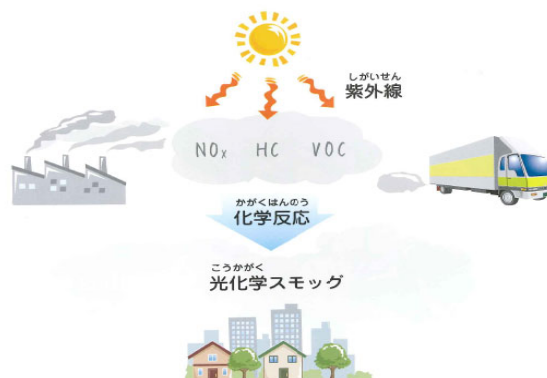 しがいせん
紫外線
NOx HC VOC
かがくはんのう
化学反応
こうかがく
光化学スモッグ